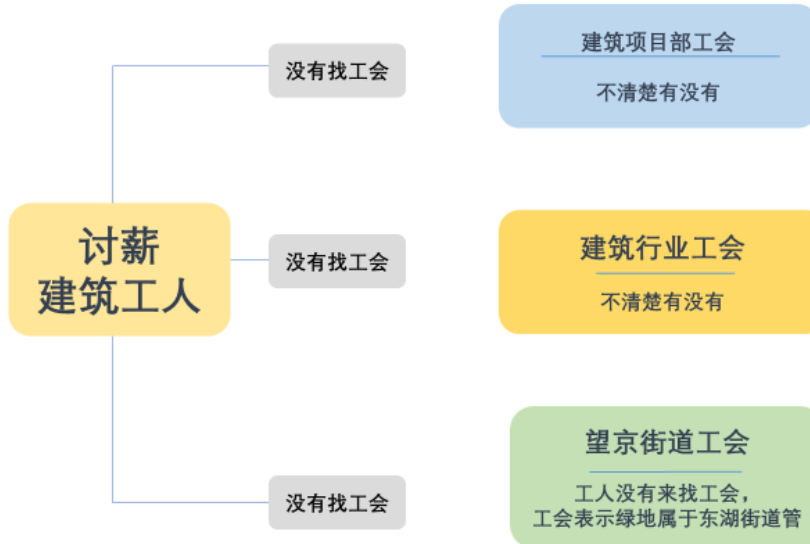 没有找工会
建筑项目部工会
不清楚有没有
讨薪
建筑工人
没有找工会
建筑行业工会
不清楚有没有
没有找工会
望京街道工会
工人没有来找工会，
工会表示绿地属于东湖街道管